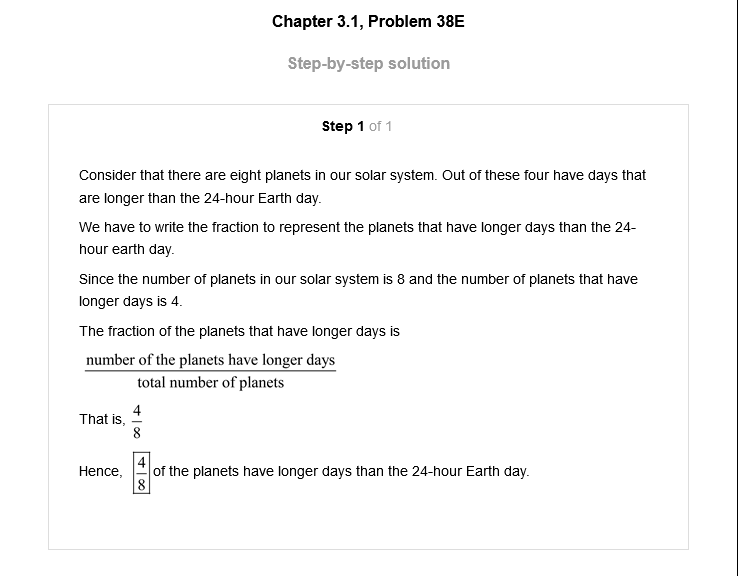 Chapter 3.1, Problem 38E
Step-by-step solution
Step 1 of 1
Consider that there are eight planets in our solar system. Out of these four have days that
are longer than the 24-hour Earth day.
We have to write the fraction to represent the planets that have longer days than the 24-
hour earth day.
Since the number of planets in our solar system is 8 and the number of planets that have
longer days is 4.
The fraction of the planets that have longer days is
number of the planets have longer days
total number of planets
That is, 4/8
Hence, 4/8 of the planets have longer days than the 24-hour Earth day.